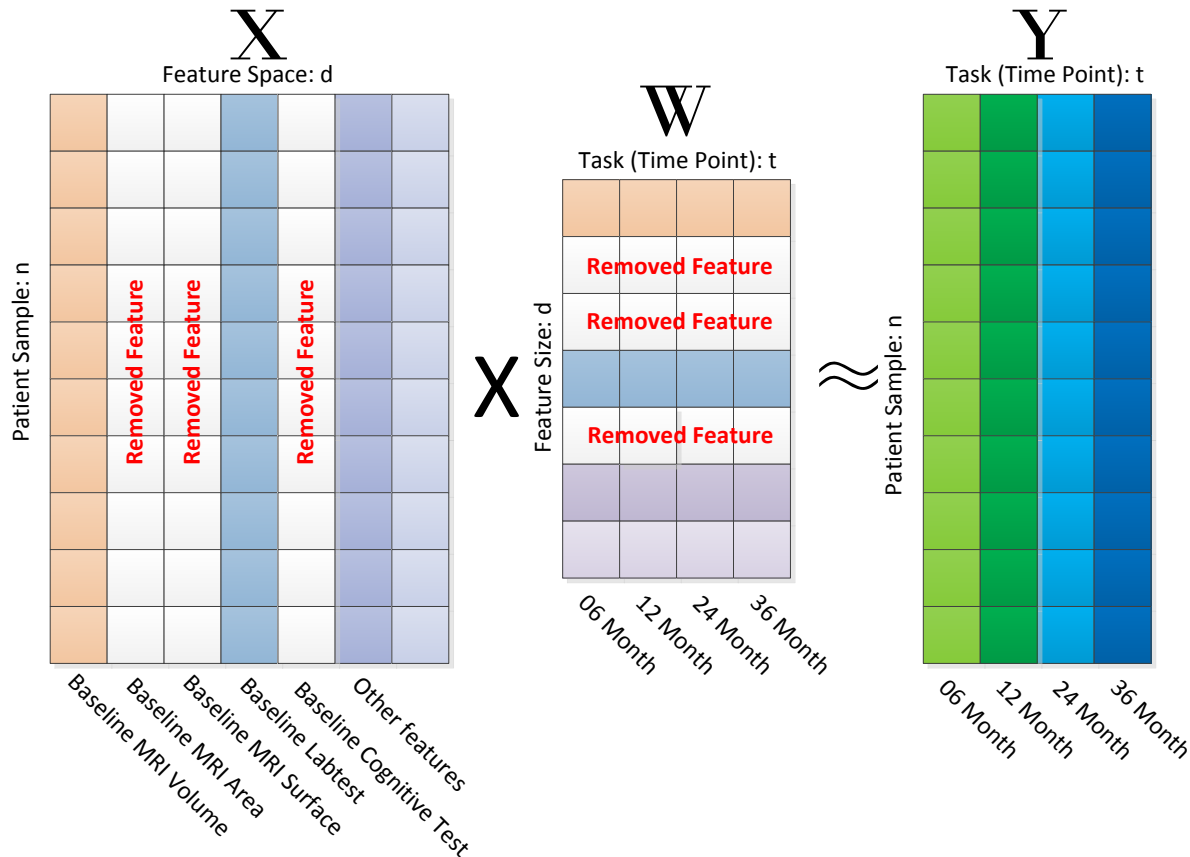 X
Feature Space: d
Patient Sample: n
Removed Feature
Removed Feature
Removed Feature
Baseline MRI Volume
Baseline MRI Area
Baseline MRI Surface
Baseline Labtest
Baseline Cognitive Test
Other features
X
W
Task (Time Point): t
Feature Size: d
Removed Feature
Removed Feature
Removed Feature
06 Month
12 Month
24 Month
36 Month
≈
Y
Task (Time Point): t
Patient Sample: n
06 Month
12 Month
24 Month
36 Month